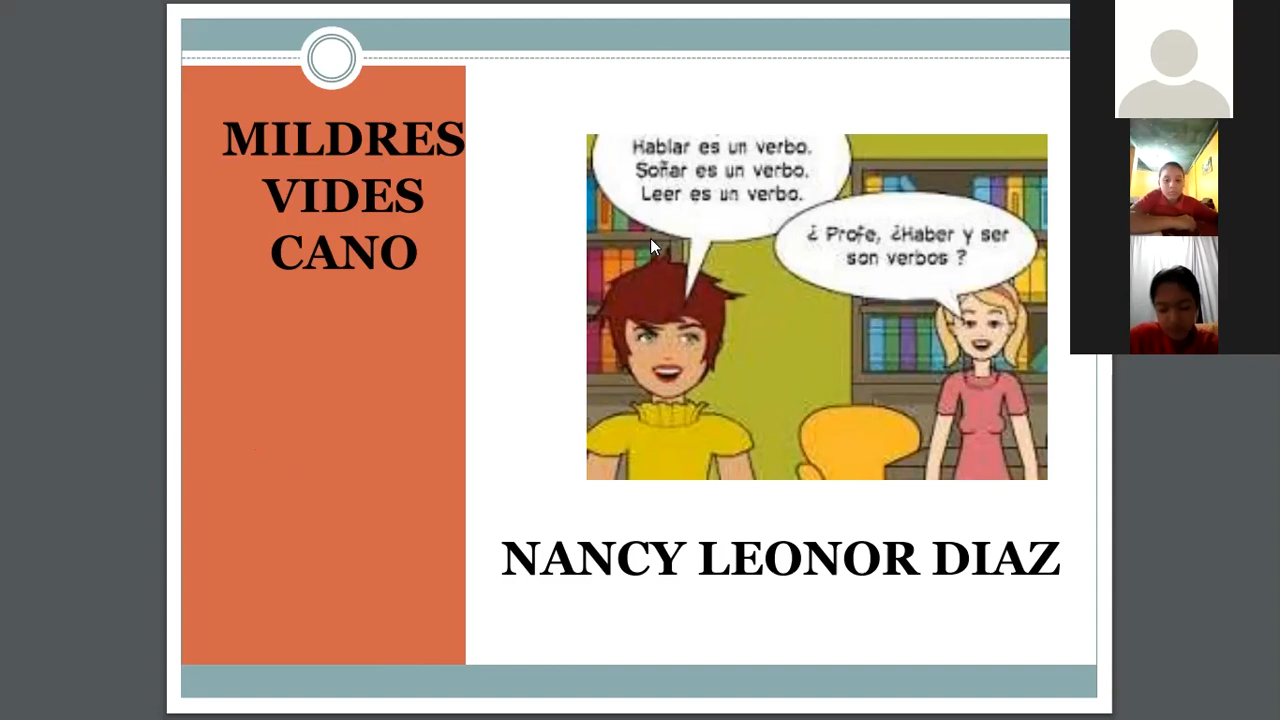 MILDRES
VIDES
CANO
Hablar es un verbo.
Soñar es un verbo.
Leer es un verbo.
¿ Profe, ¿Haber y ser
son verbos ?
NANCY LEONOR DIAZ